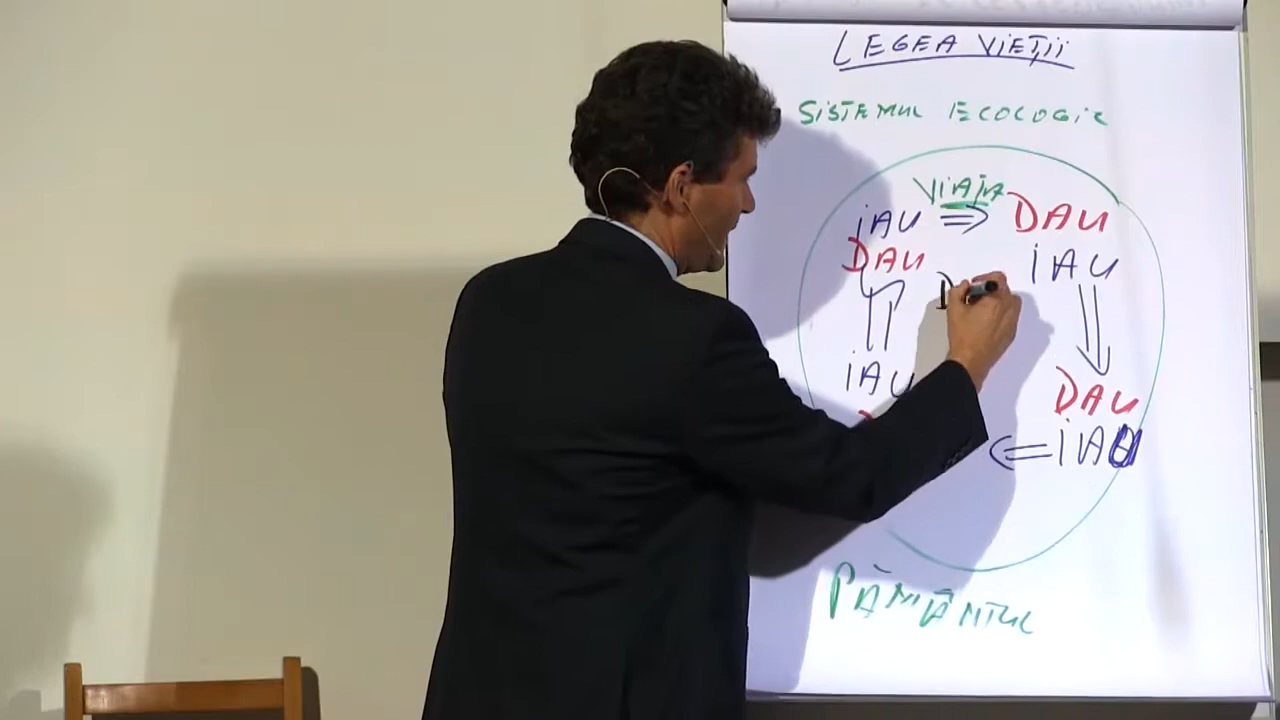 LEGEA VIEȚII
SISTEMUL ECOLOGIC
VIAȚA
iAU ⇒ DAU
DAU iAU
D
iAU DAU
iAU
PĂMÂNTUL